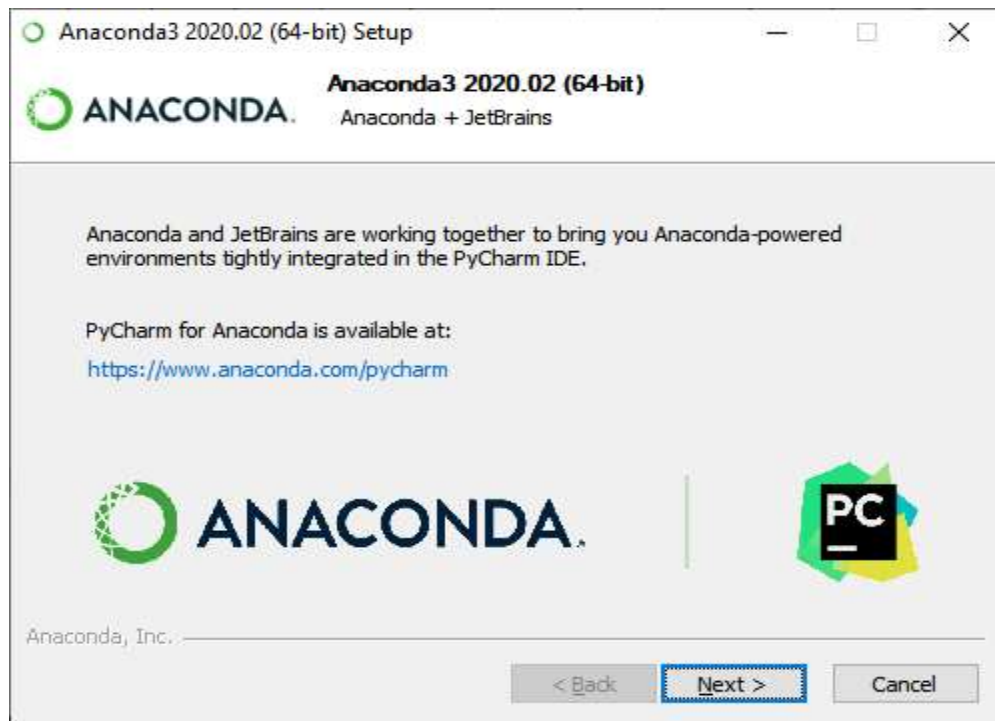 Anaconda3 2020.02 (64-bit) Setup
ANACONDA.
Anaconda3 2020.02 (64-bit)
Anaconda + JetBrains
Anaconda and JetBrains are working together to bring you Anaconda-powered
environments tightly integrated in the PyCharm IDE.
PyCharm for Anaconda is available at:
https://www.anaconda.com/pycharm
ANACONDA.
PC
Anaconda, Inc.
< Back
Next >
Cancel